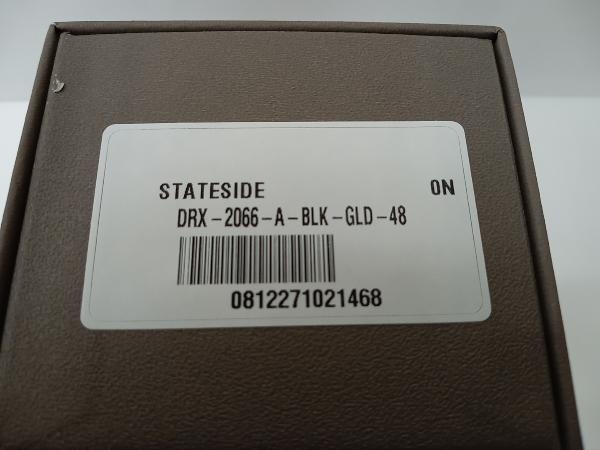 STATESIDE ON
DRX-2066-A-BLK-GLD-48
0812271021468